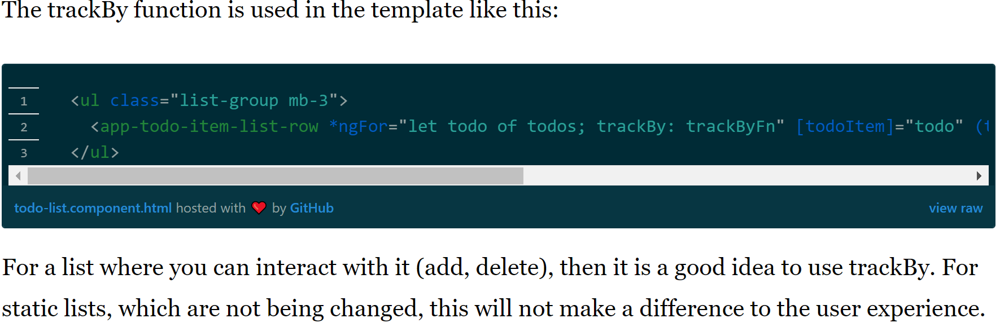 The trackBy function is used in the template like this:
1 <ul class="list-group mb-3">
2 <app-todo-item-list-row *ngFor="let todo of todos; trackBy: trackByFn" [todoItem]="todo" (
3 </ul>
todo-list.component.html hosted with ❤ by GitHub view raw
For a list where you can interact with it (add, delete), then it is a good idea to use trackBy. For
static lists, which are not being changed, this will not make a difference to the user experience.